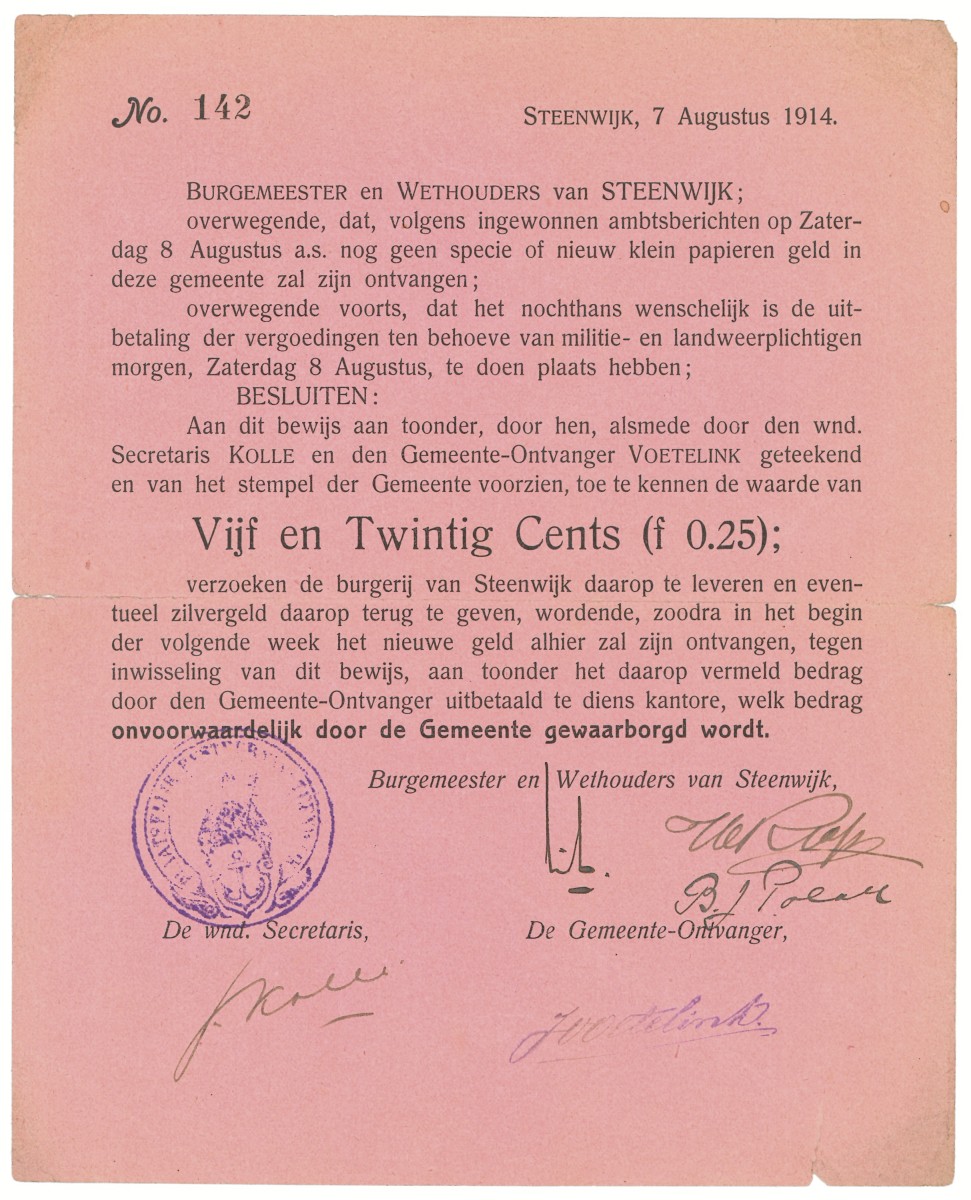 No. 142
STEENWIJK, 7 Augustus 1914.
BURGEMEESTER en WETHOUDERS van STEENWIJK;
overwegende, dat, volgens ingewonnen ambtsberichten op Zater-
dag 8 Augustus a.s. nog geen specie of nieuw klein papieren geld in
deze gemeente zal zijn ontvangen;
overwegende voorts, dat het nochthans wenschelijk is de uit-
betaling der vergoedingen ten behoeve van militie- en landweerplichtigen
morgen, Zaterdag 8 Augustus, te doen plaats hebben;
BESLUITEN:
Aan dit bewijs aan toonder, door hen, alsmede door den wnd.
Secretaris KOLLE en den Gemeente-Ontvanger VOETELINK geteekend
en van het stempel der Gemeente voorzien, toe te kennen de waarde van
Vijf en Twintig Cents (f 0.25);
verzoeken de burgerij van Steenwijk daarop te leveren en even-
tueel zilvergeld daarop terug te geven, wordende, zoodra in het begin
der volgende week het nieuwe geld alhier zal zijn ontvangen, tegen
inwisseling van dit bewijs, aan toonder het daarop vermeld bedrag
door den Gemeente-Ontvanger uitbetaald te diens kantore, welk bedrag
onvoorwaardelijk door de Gemeente gewaarborgd wordt.
Burgemeester en Wethouders van Steenwijk,
B J Polak
De wnd. Secretaris,
De Gemeente-Ontvanger,
J. Kolle
Voetelink